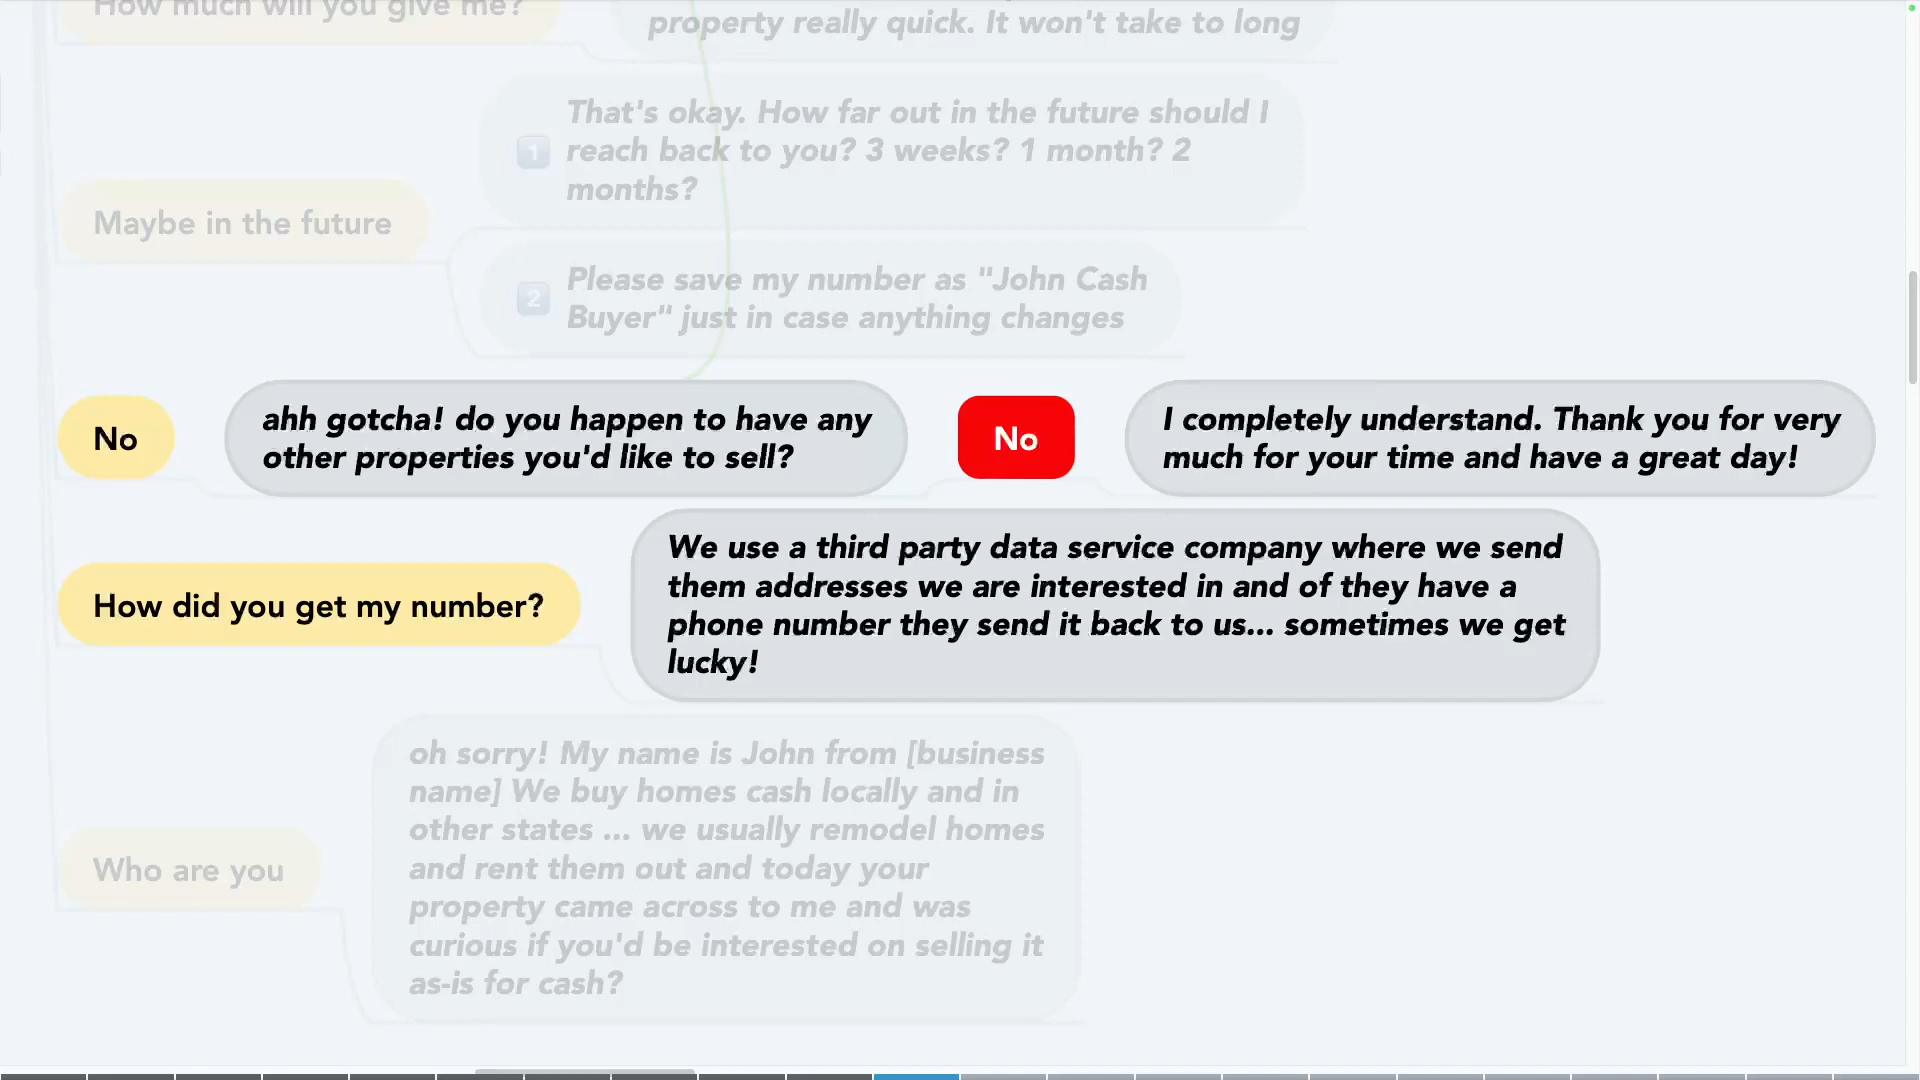 How much will you give me?
property really quick. It won't take to long
That's okay. How far out in the future should I
1
reach back to you? 3 weeks? 1 month? 2
months?
Maybe in the future
Please save my number as "John Cash
2
Buyer" just in case anything changes
No
ahh gotcha! do you happen to have any
other properties you'd like to sell?
No
I completely understand. Thank you for very
much for your time and have a great day!
How did you get my number?
We use a third party data service company where we send
them addresses we are interested in and of they have a
phone number they send it back to us... sometimes we get
lucky!
Who are you
oh sorry! My name is John from [business
name] We buy homes cash locally and in
other states ... we usually remodel homes
and rent them out and today your
property came across to me and was
curious if you'd be interested on selling it
as-is for cash?